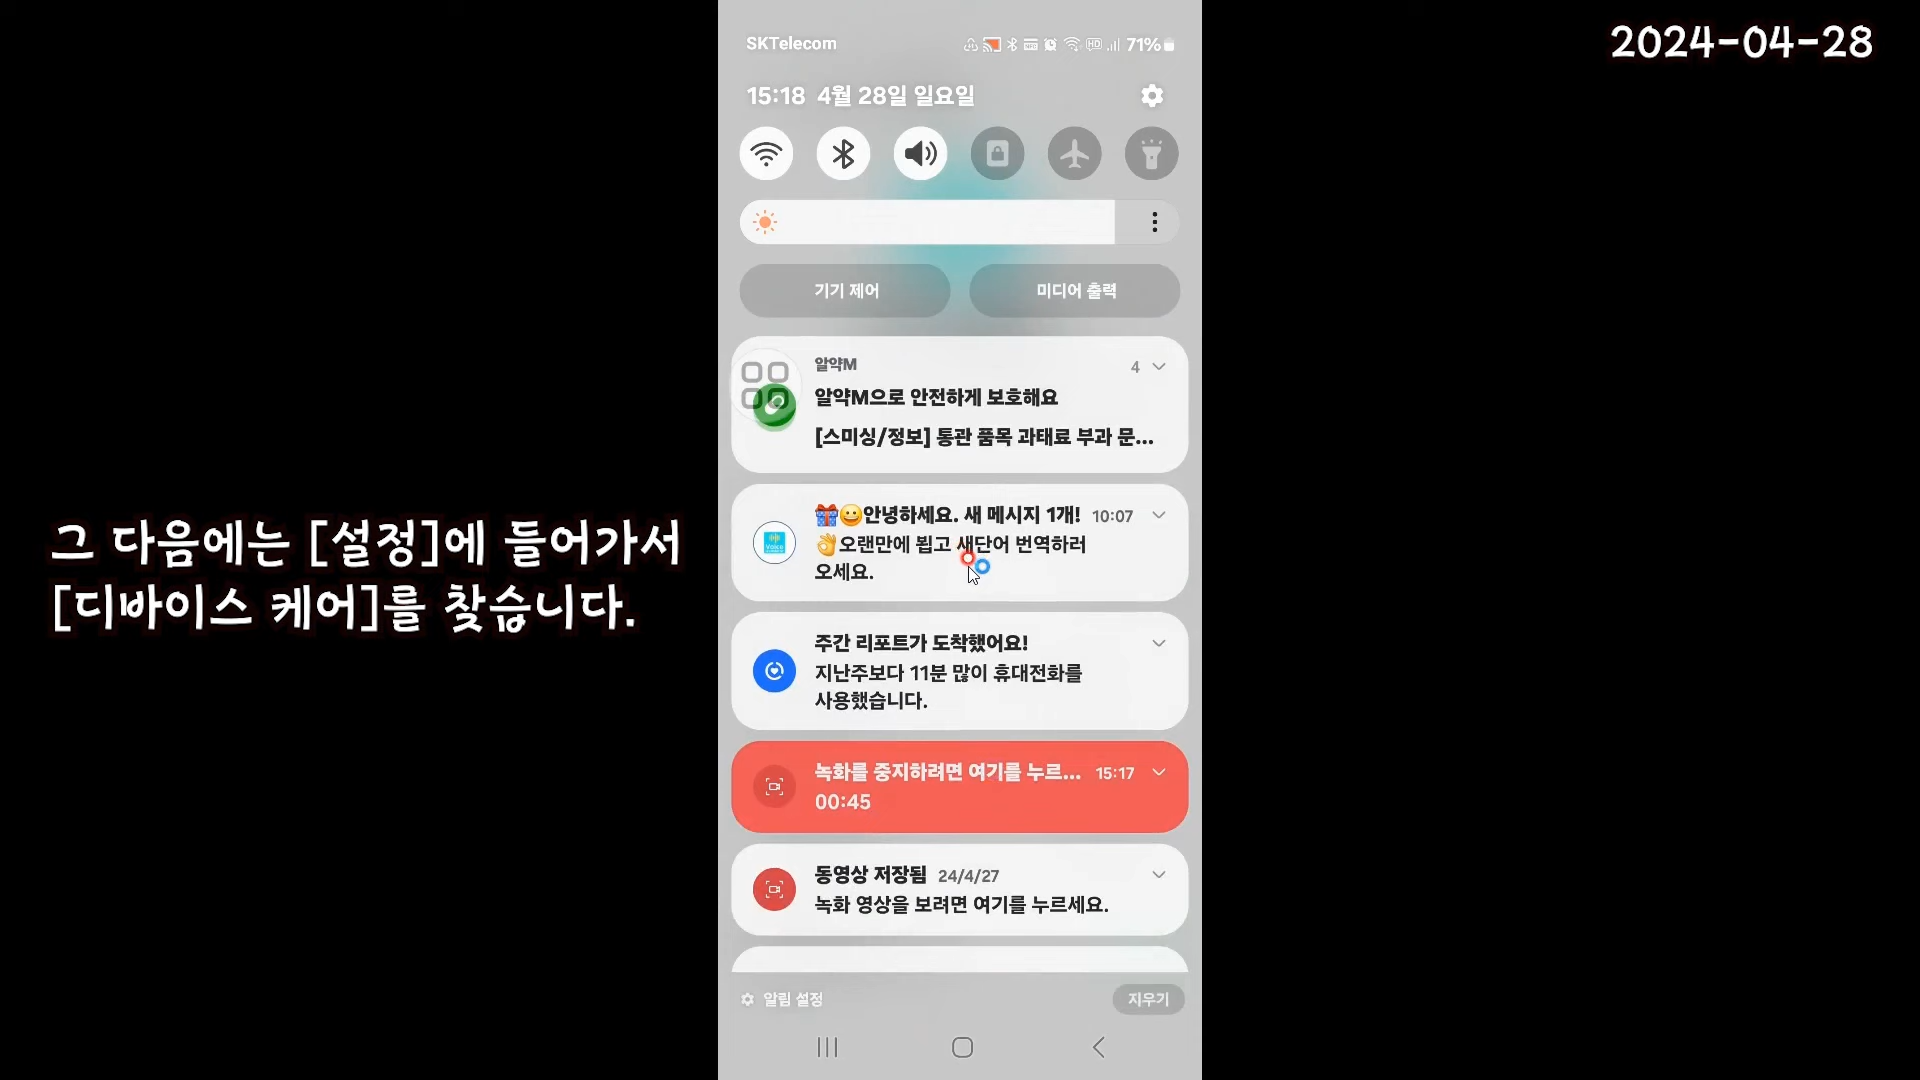 2024-04-28
SKTelecom
71%
15:18 4월 28일 일요일
기기 제어
미디어 출력
알약M
4
알약M으로 안전하게 보호해요
[스미싱/정보] 통관 품목 과태료 부과 문...
🎁😀안녕하세요. 새 메시지 1개! 10:07
👌오랜만에 뵙고 새단어 번역하러
오세요.
그 다음에는 [설정]에 들어가서
[디바이스 케어]를 찾습니다.
주간 리포트가 도착했어요!
지난주보다 11분 많이 휴대전화를
사용했습니다.
녹화를 중지하려면 여기를 누르... 15:17
00:45
동영상 저장됨 24/4/27
녹화 영상을 보려면 여기를 누르세요.
알림 설정
지우기